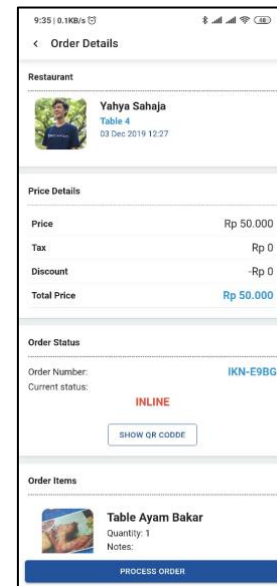 9:35 | 0.1KB/s
48
Order Details
Restaurant
Yahya Sahaja
Table 4
03 Dec 2019 12:27
Price Details
Price Rp 50.000
Tax Rp 0
Discount -Rp 0
Total Price Rp 50.000
Order Status
Order Number: IKN-E9BG
Current status:
INLINE
SHOW QR CODDE
Order Items
Table Ayam Bakar
Quantity: 1
Notes:
PROCESS ORDER